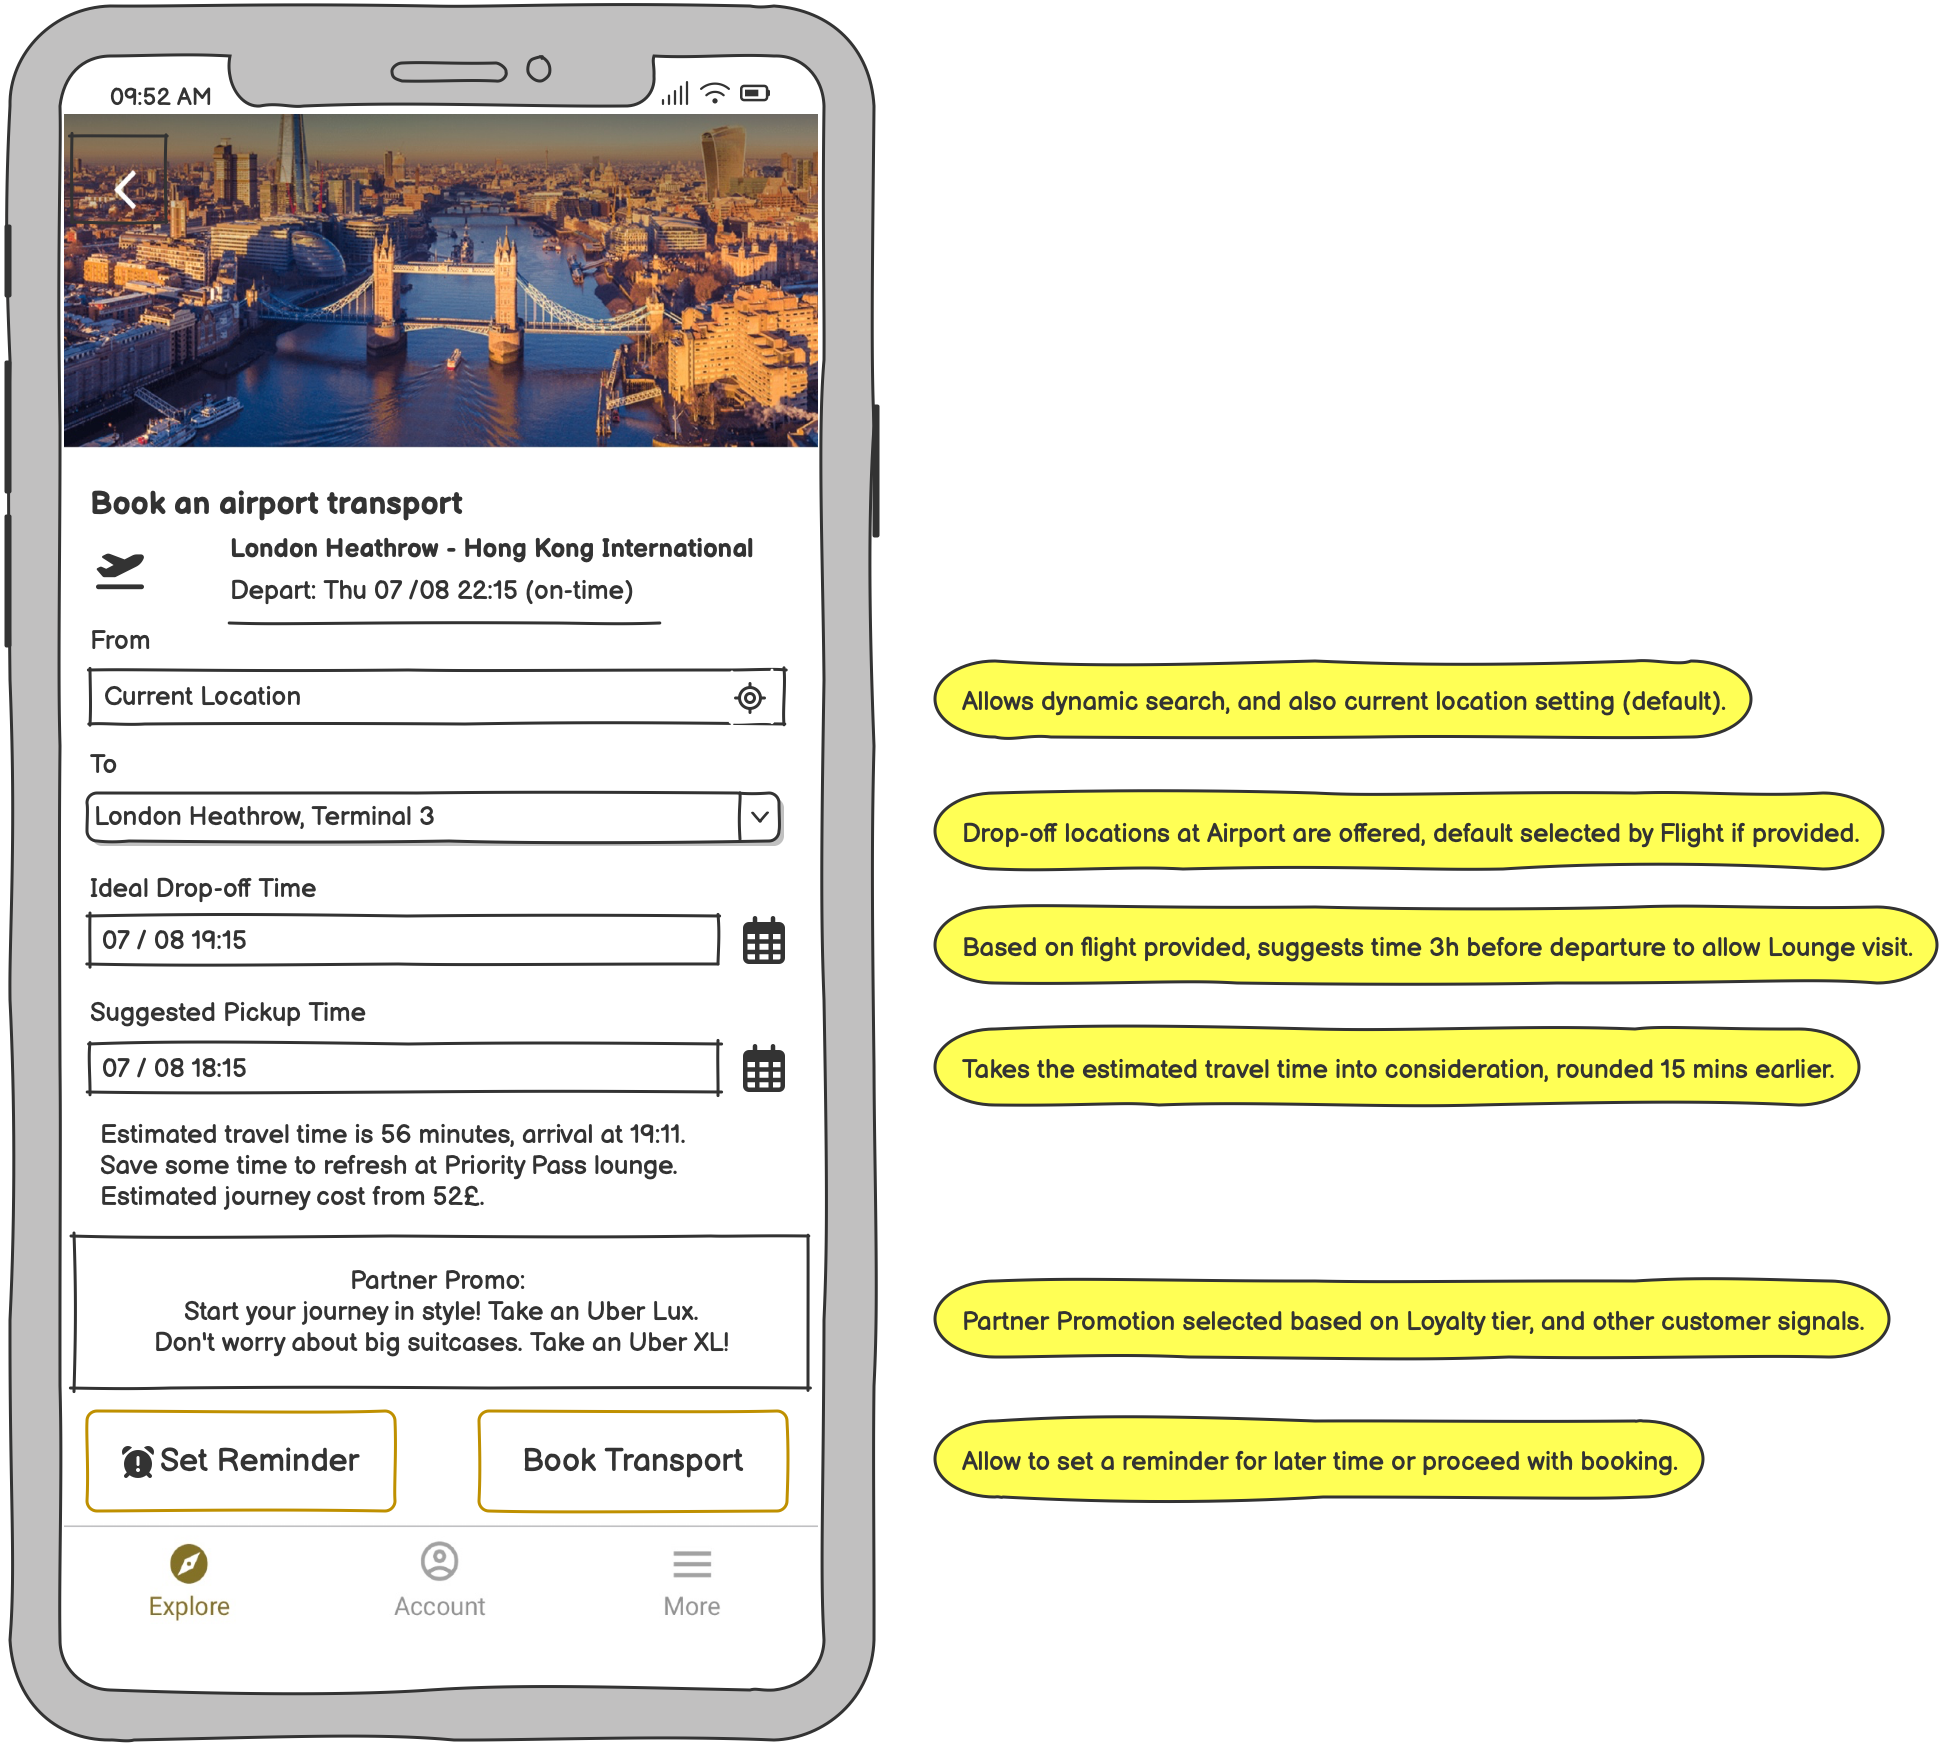 09:52 AM
Book an airport transport
London Heathrow - Hong Kong International
Depart: Thu 07 /08 22:15 (on-time)
From
Current Location
Allows dynamic search, and also current location setting (default).
To
London Heathrow, Terminal 3
Drop-off locations at Airport are offered, default selected by Flight if provided.
Ideal Drop-off Time
07 / 08 19:15
Based on flight provided, suggests time 3h before departure to allow Lounge visit.
Suggested Pickup Time
07 / 08 18:15
Takes the estimated travel time into consideration, rounded 15 mins earlier.
Estimated travel time is 56 minutes, arrival at 19:11.
Save some time to refresh at Priority Pass lounge.
Estimated journey cost from 52£.
Partner Promo:
Start your journey in style! Take an Uber Lux.
Don't worry about big suitcases. Take an Uber XL!
Partner Promotion selected based on Loyalty tier, and other customer signals.
Set Reminder
Book Transport
Allow to set a reminder for later time or proceed with booking.
Explore
Account
More